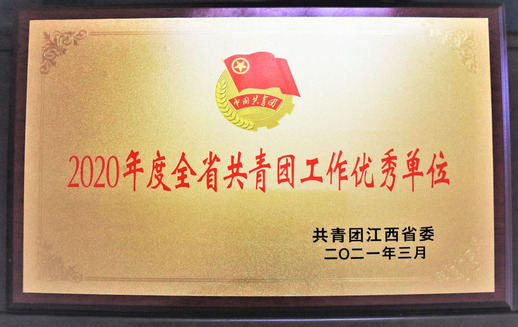 中国共青团
2020年度全省共青团工作优秀单位
共青团江西省委
二〇二一年三月